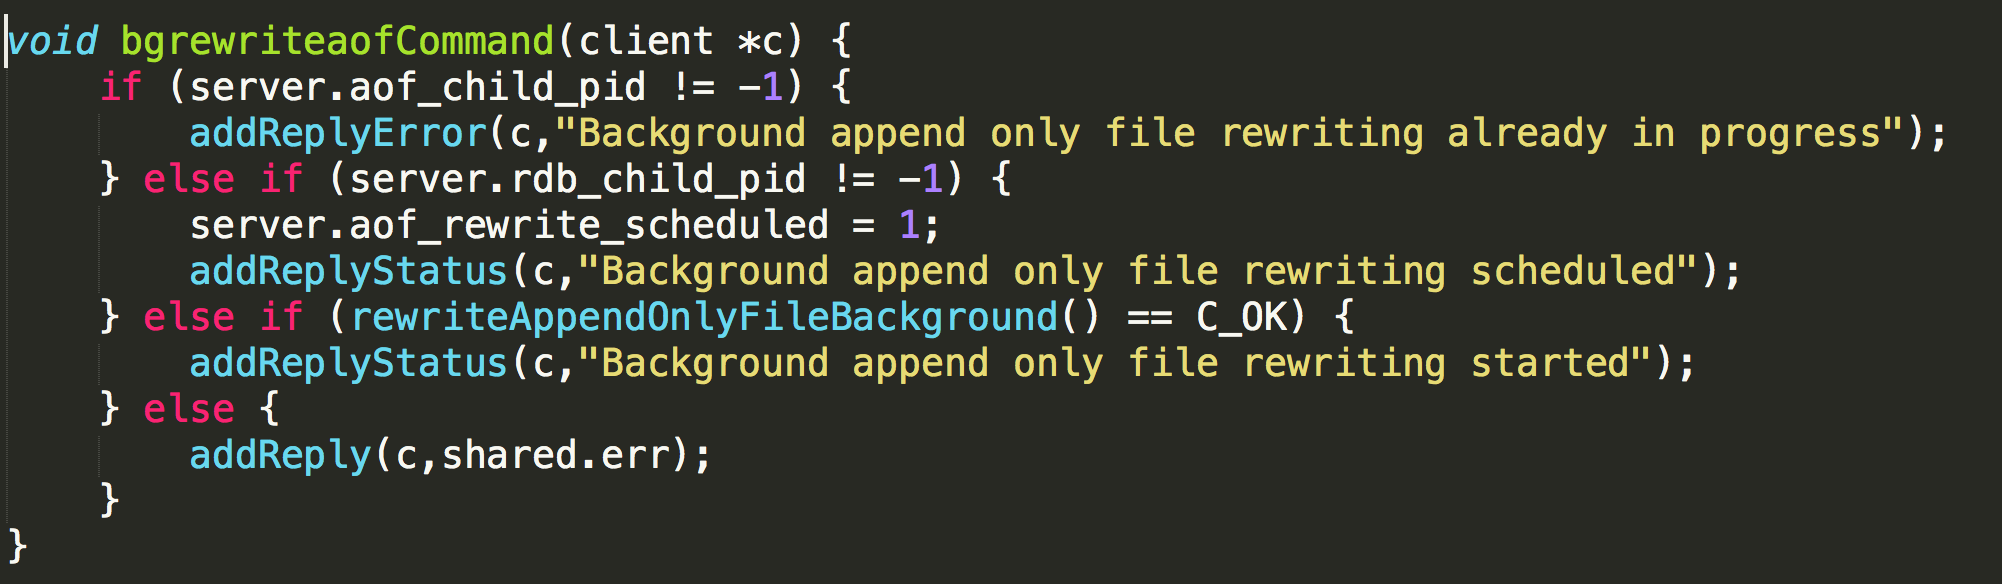 void bgrewriteaofCommand(client *c) {
    if (server.aof_child_pid != -1) {
        addReplyError(c,"Background append only file rewriting already in progress");
    } else if (server.rdb_child_pid != -1) {
        server.aof_rewrite_scheduled = 1;
        addReplyStatus(c,"Background append only file rewriting scheduled");
    } else if (rewriteAppendOnlyFileBackground() == C_OK) {
        addReplyStatus(c,"Background append only file rewriting started");
    } else {
        addReply(c,shared.err);
    }
}